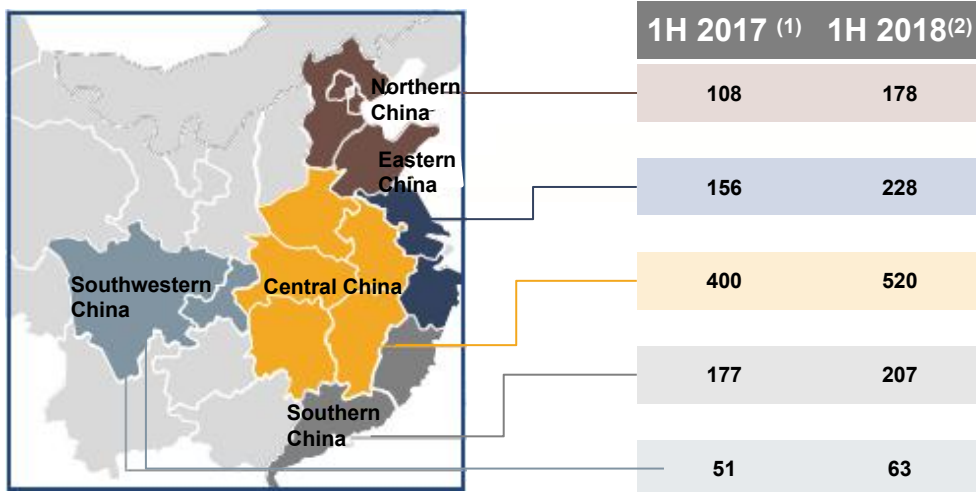 1H 2017 (1) 1H 2018(2)
Northern
China
108 178
Eastern
China
156 228
Southwestern
China
Central China
400 520
177 207
Southern
China
51 63